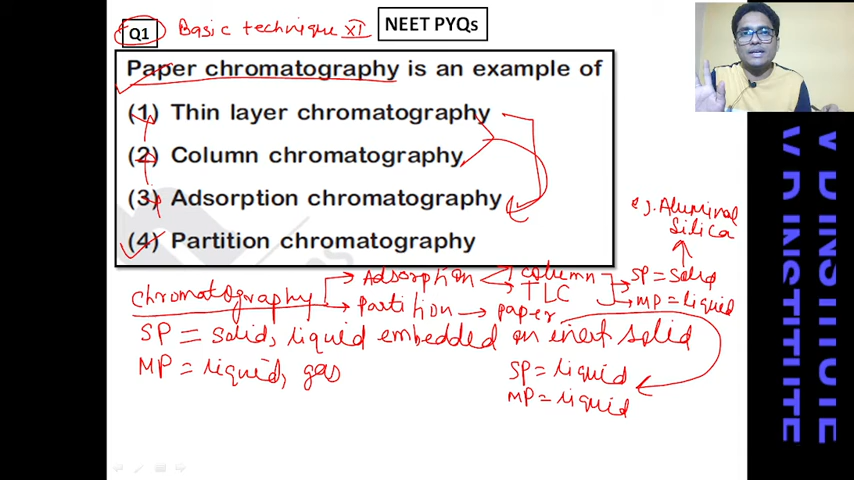 Q1 Basic technique XI NEET PYQs
Paper chromatography is an example of
(1) Thin layer chromatography
(2) Column chromatography
(3) Adsorption chromatography
(4) Partition chromatography
Chromatography
Adsorption
column
TLC
SP = solid
MP = liquid
Aluminal
Silica
partition → paper
SP = solid, liquid embedded on inert solid
MP = liquid, gas
SP = liquid
MP = liquid
V D INSTITUTE
V D INSTITITE